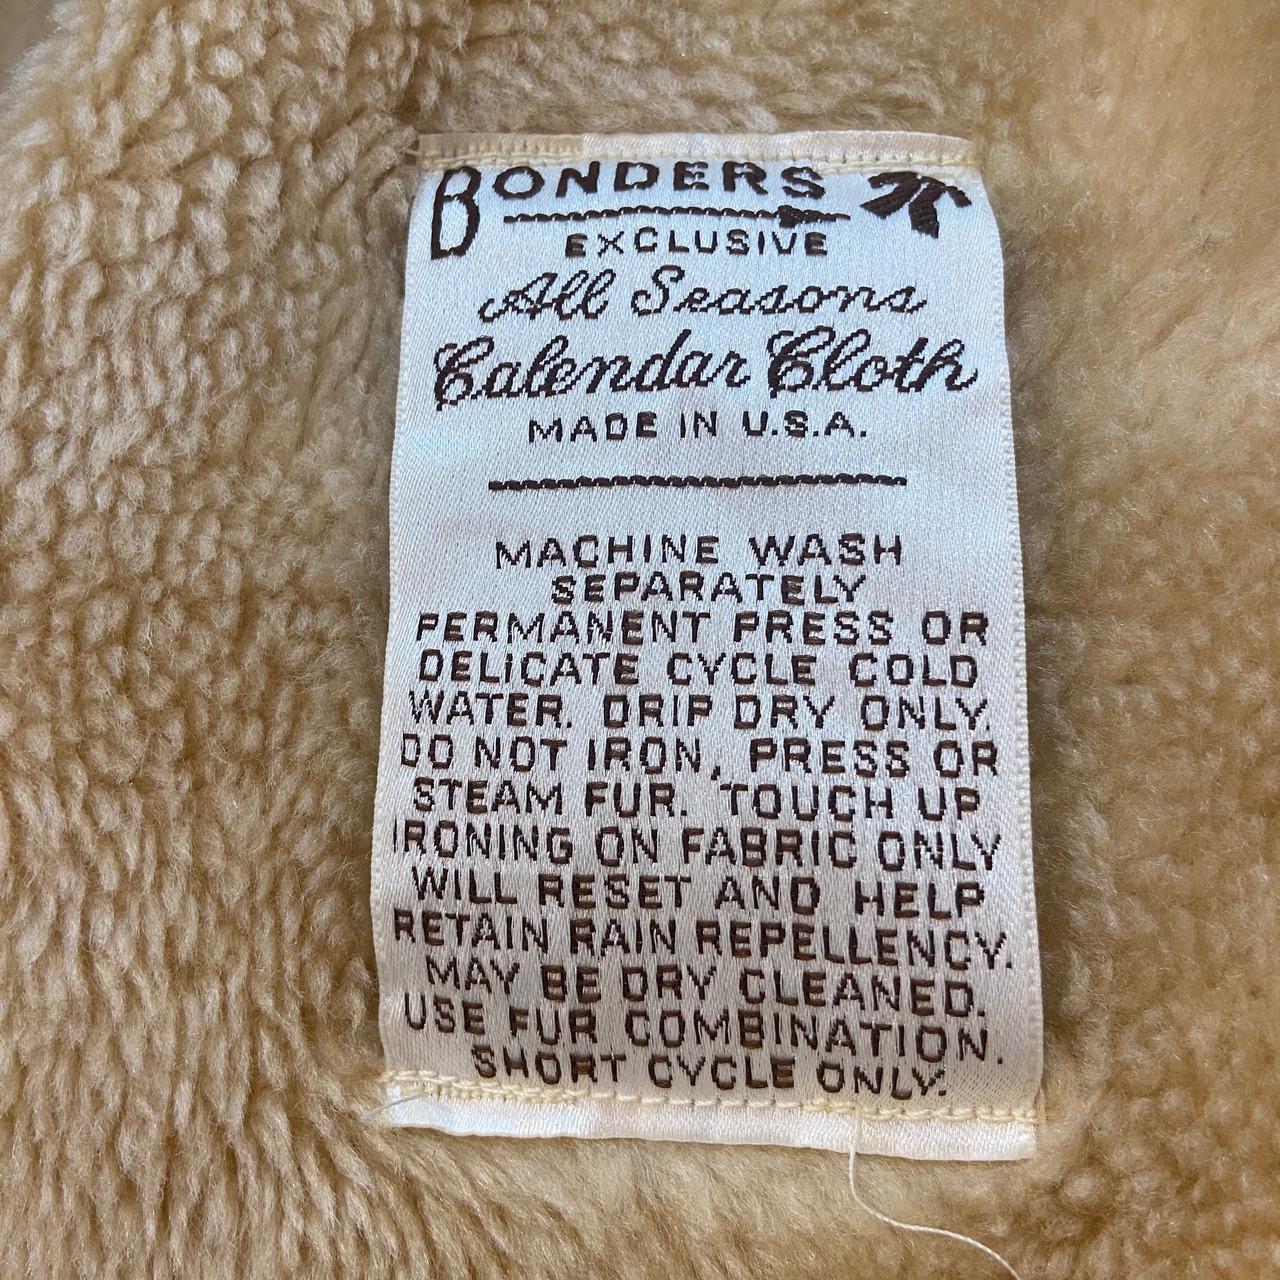 BONDERS
EXCLUSIVE
All Seasons
Calendar Cloth
MADE IN U.S.A.
MACHINE WASH
SEPARATELY
PERMANENT PRESS OR
DELICATE CYCLE COLD
WATER. DRIP DRY ONLY.
DO NOT IRON, PRESS OR
STEAM FUR. TOUCH UP
IRONING ON FABRIC ONLY
WILL RESET AND HELP
RETAIN RAIN REPELLENCY.
MAY BE DRY CLEANED.
USE FUR COMBINATION.
SHORT CYCLE ONLY.